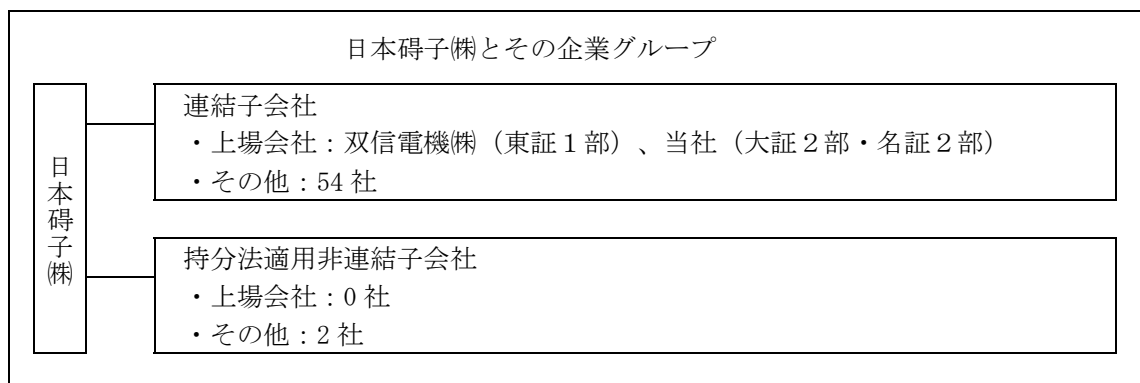 日本碍子㈱とその企業グループ
日本碍子㈱
連結子会社
・上場会社：双信電機㈱（東証１部）、当社（大証２部・名証２部）
・その他：54 社
持分法適用非連結子会社
・上場会社：0 社
・その他：2 社